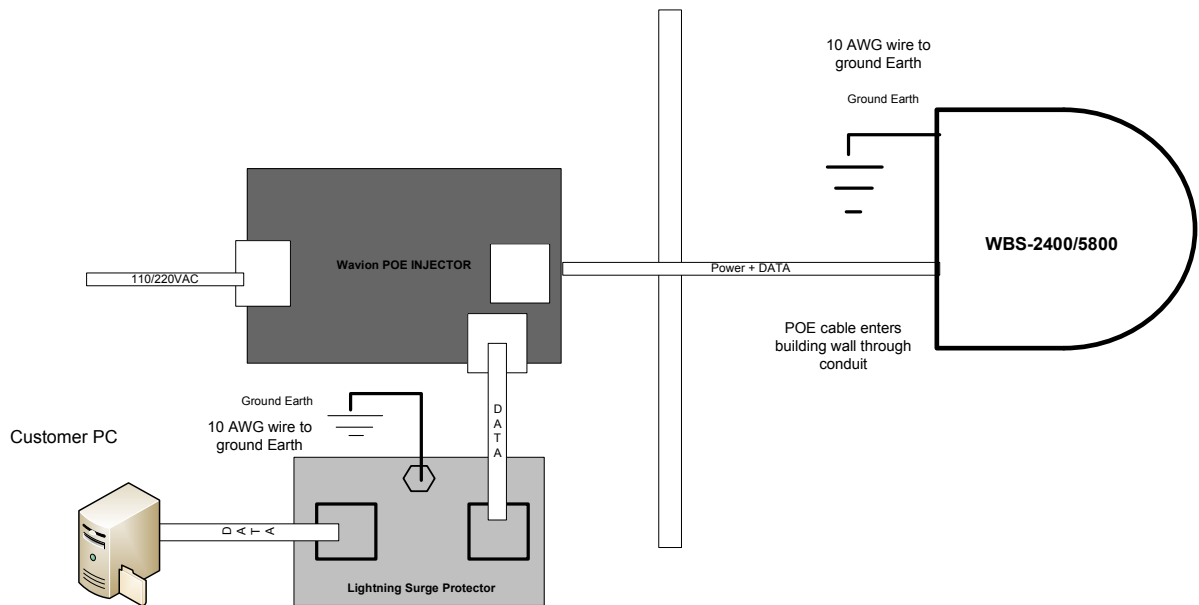 10 AWG wire to
ground Earth
Ground Earth
WBS-2400/5800
Wavion POE INJECTOR
110/220VAC
Power + DATA
POE cable enters
building wall through
conduit
Ground Earth
10 AWG wire to
ground Earth
DATA
Customer PC
DATA
Lightning Surge Protector